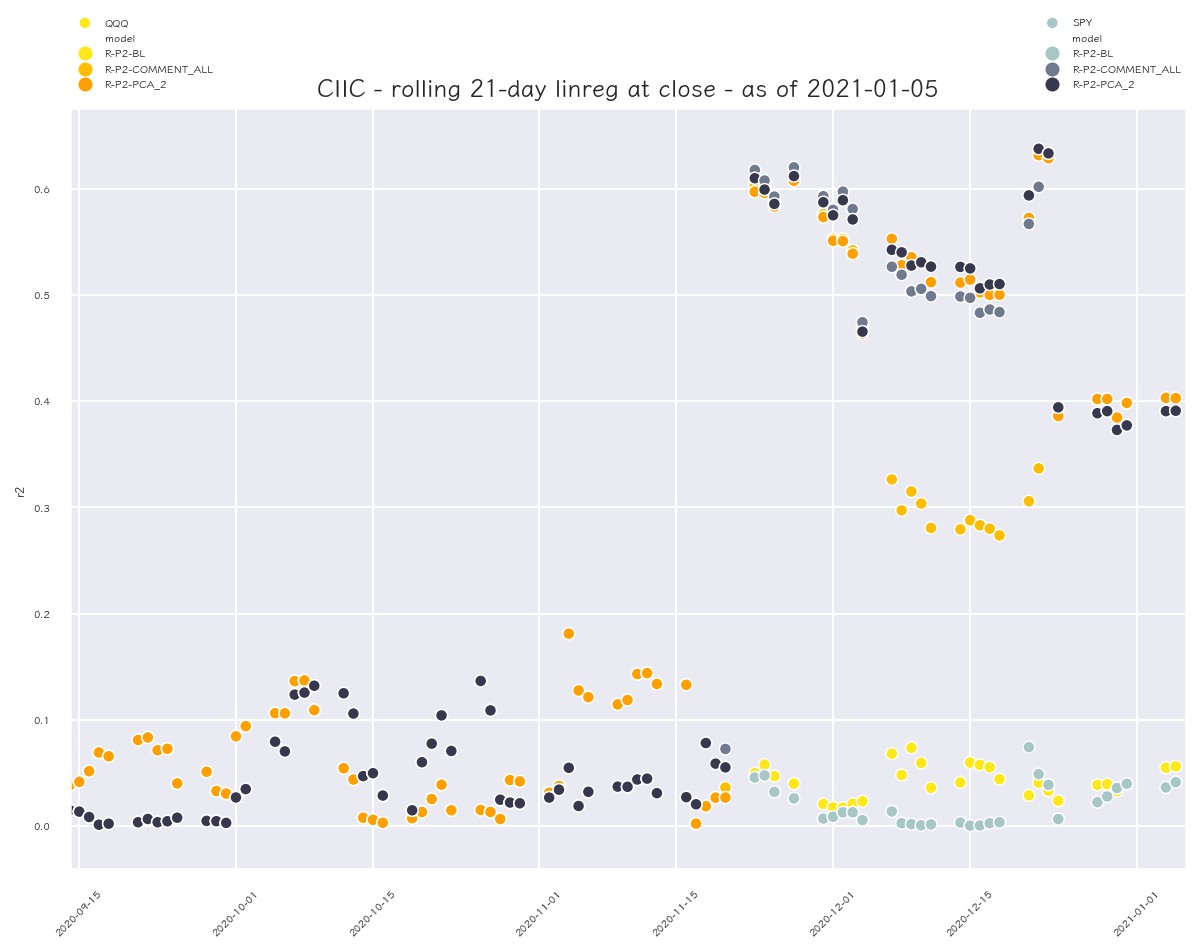 QQQ
model
R-P2-BL
R-P2-COMMENT_ALL
R-P2-PCA_2
SPY
model
R-P2-BL
R-P2-COMMENT_ALL
R-P2-PCA_2
CIIC - rolling 21-day linreg at close - as of 2021-01-05
r2
0.6
0.5
0.4
0.3
0.2
0.1
0.0
2020-09-15
2020-10-01
2020-10-15
2020-11-01
2020-11-15
2020-12-01
2020-12-15
2021-01-01